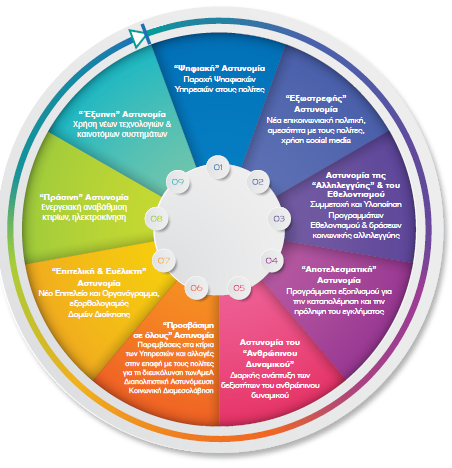 "Ψηφιακή" Αστυνομία
Παροχή Ψηφιακών
Υπηρεσιών στους πολίτες
01
"Εξωστρεφής"
Αστυνομία
Νέα επικοινωνιακή πολιτική,
αμεσότητα με τους πολίτες,
χρήση social media
02
Αστυνομία της
"Αλληλεγγύης" & του
Εθελοντισμού
Συμμετοχή και Υλοποίηση
Προγραμμάτων
Εθελοντισμού & δράσεων
κοινωνικής αλληλεγγύης
03
"Αποτελεσματική"
Αστυνομία
Προγράμματα εξοπλισμού για
την καταπολέμηση και την
πρόληψη του εγκλήματος
04
Αστυνομία του
"Ανθρώπινου
Δυναμικού"
Διαρκής ανάπτυξη των
δεξιοτήτων του ανθρώπινου
δυναμικού
05
"Προσβάσιμη
σε όλους" Αστυνομία
Παρεμβάσεις στα κτίρια
των Υπηρεσιών και αλλαγές
στην επαφή με τους πολίτες
για τη διευκόλυνση τωνΑμεΑ
Διαπολιτιστική Αστυνόμευση
Κοινωνική Διαμεσολάβηση
06
"Επιτελική & Ευέλικτη"
Αστυνομία
Νέο Επιτελείο και Οργανόγραμμα,
εξορθολογισμός
Δομών Διοίκησης
07
"Πράσινη" Αστυνομία
Ενεργειακή αναβάθμιση
κτιρίων, ηλεκτροκίνηση
08
"Έξυπνη" Αστυνομία
Χρήση νέων τεχνολογιών &
καινοτόμων συστημάτων
09